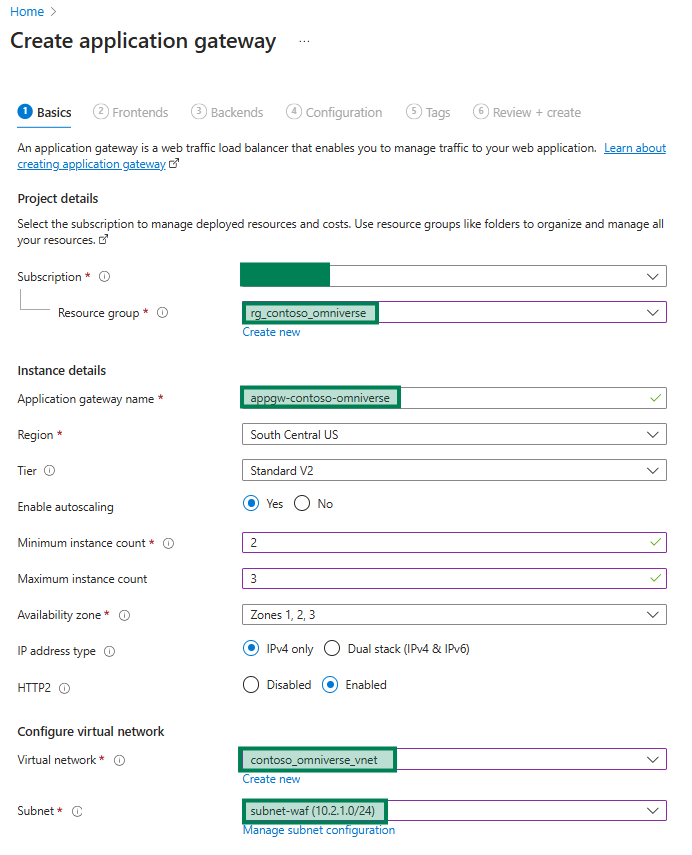 Home >
Create application gateway ...
1 Basics 2 Frontends 3 Backends 4 Configuration 5 Tags 6 Review + create
An application gateway is a web traffic load balancer that enables you to manage traffic to your web application. Learn about
creating application gateway
Project details
Select the subscription to manage deployed resources and costs. Use resource groups like folders to organize and manage all
your resources.
Subscription *
Resource group * rg_contoso_omniverse
Create new
Instance details
Application gateway name * appgw-contoso-omniverse
Region * South Central US
Tier Standard V2
Enable autoscaling Yes No
Minimum instance count * 2
Maximum instance count 3
Availability zone * Zones 1, 2, 3
IP address type IPv4 only Dual stack (IPv4 & IPv6)
HTTP2 Disabled Enabled
Configure virtual network
Virtual network * contoso_omniverse_vnet
Create new
Subnet * subnet-waf (10.2.1.0/24)
Manage subnet configuration